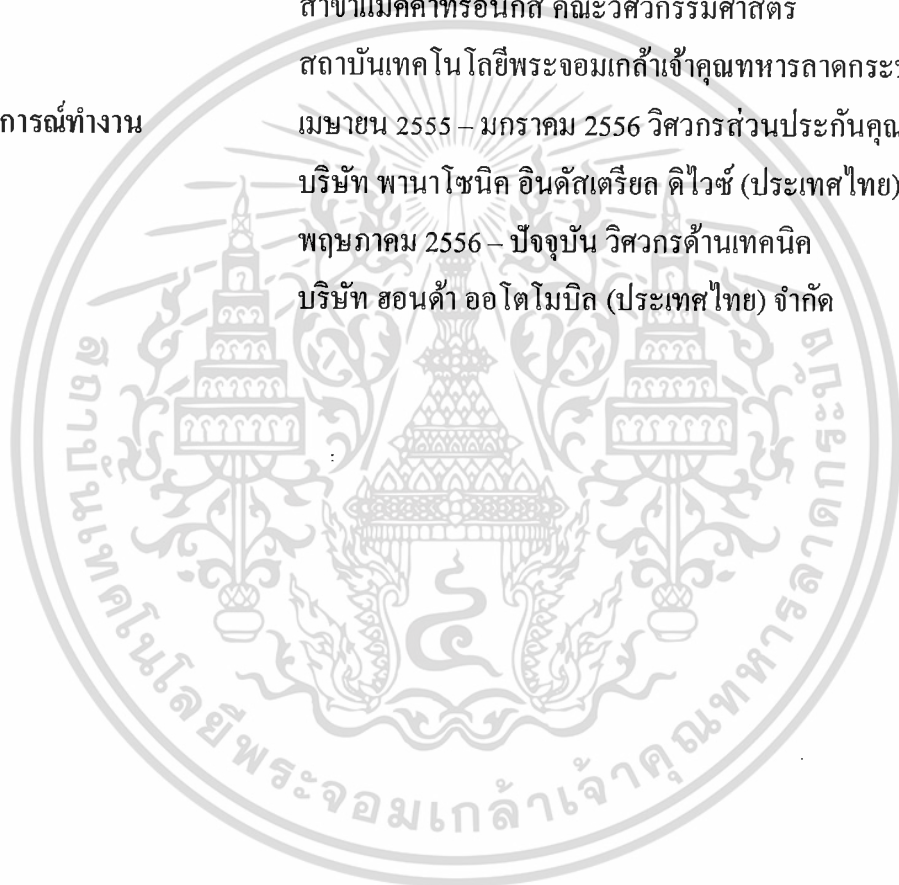 สาขาแมคคาทรอนิกส์ คณะวิศวกรรมศาสตร์
สถาบันเทคโนโลยีพระจอมเกล้าเจ้าคุณทหารลาดกระ
การณ์ทำงาน เมษายน 2555 – มกราคม 2556 วิศวกรส่วนประกันคุณ
บริษัท พานาโซนิค อินดัสเตรียล ดิไวซ์ (ประเทศไทย)
พฤษภาคม 2556 – ปัจจุบัน วิศวกรด้านเทคนิค
บริษัท ฮอนด้า ออโตโมบิล (ประเทศไทย) จำกัด
สถาบันเทคโนโลยีพระจอมเกล้าเจ้าคุณทหารลาดกระบัง